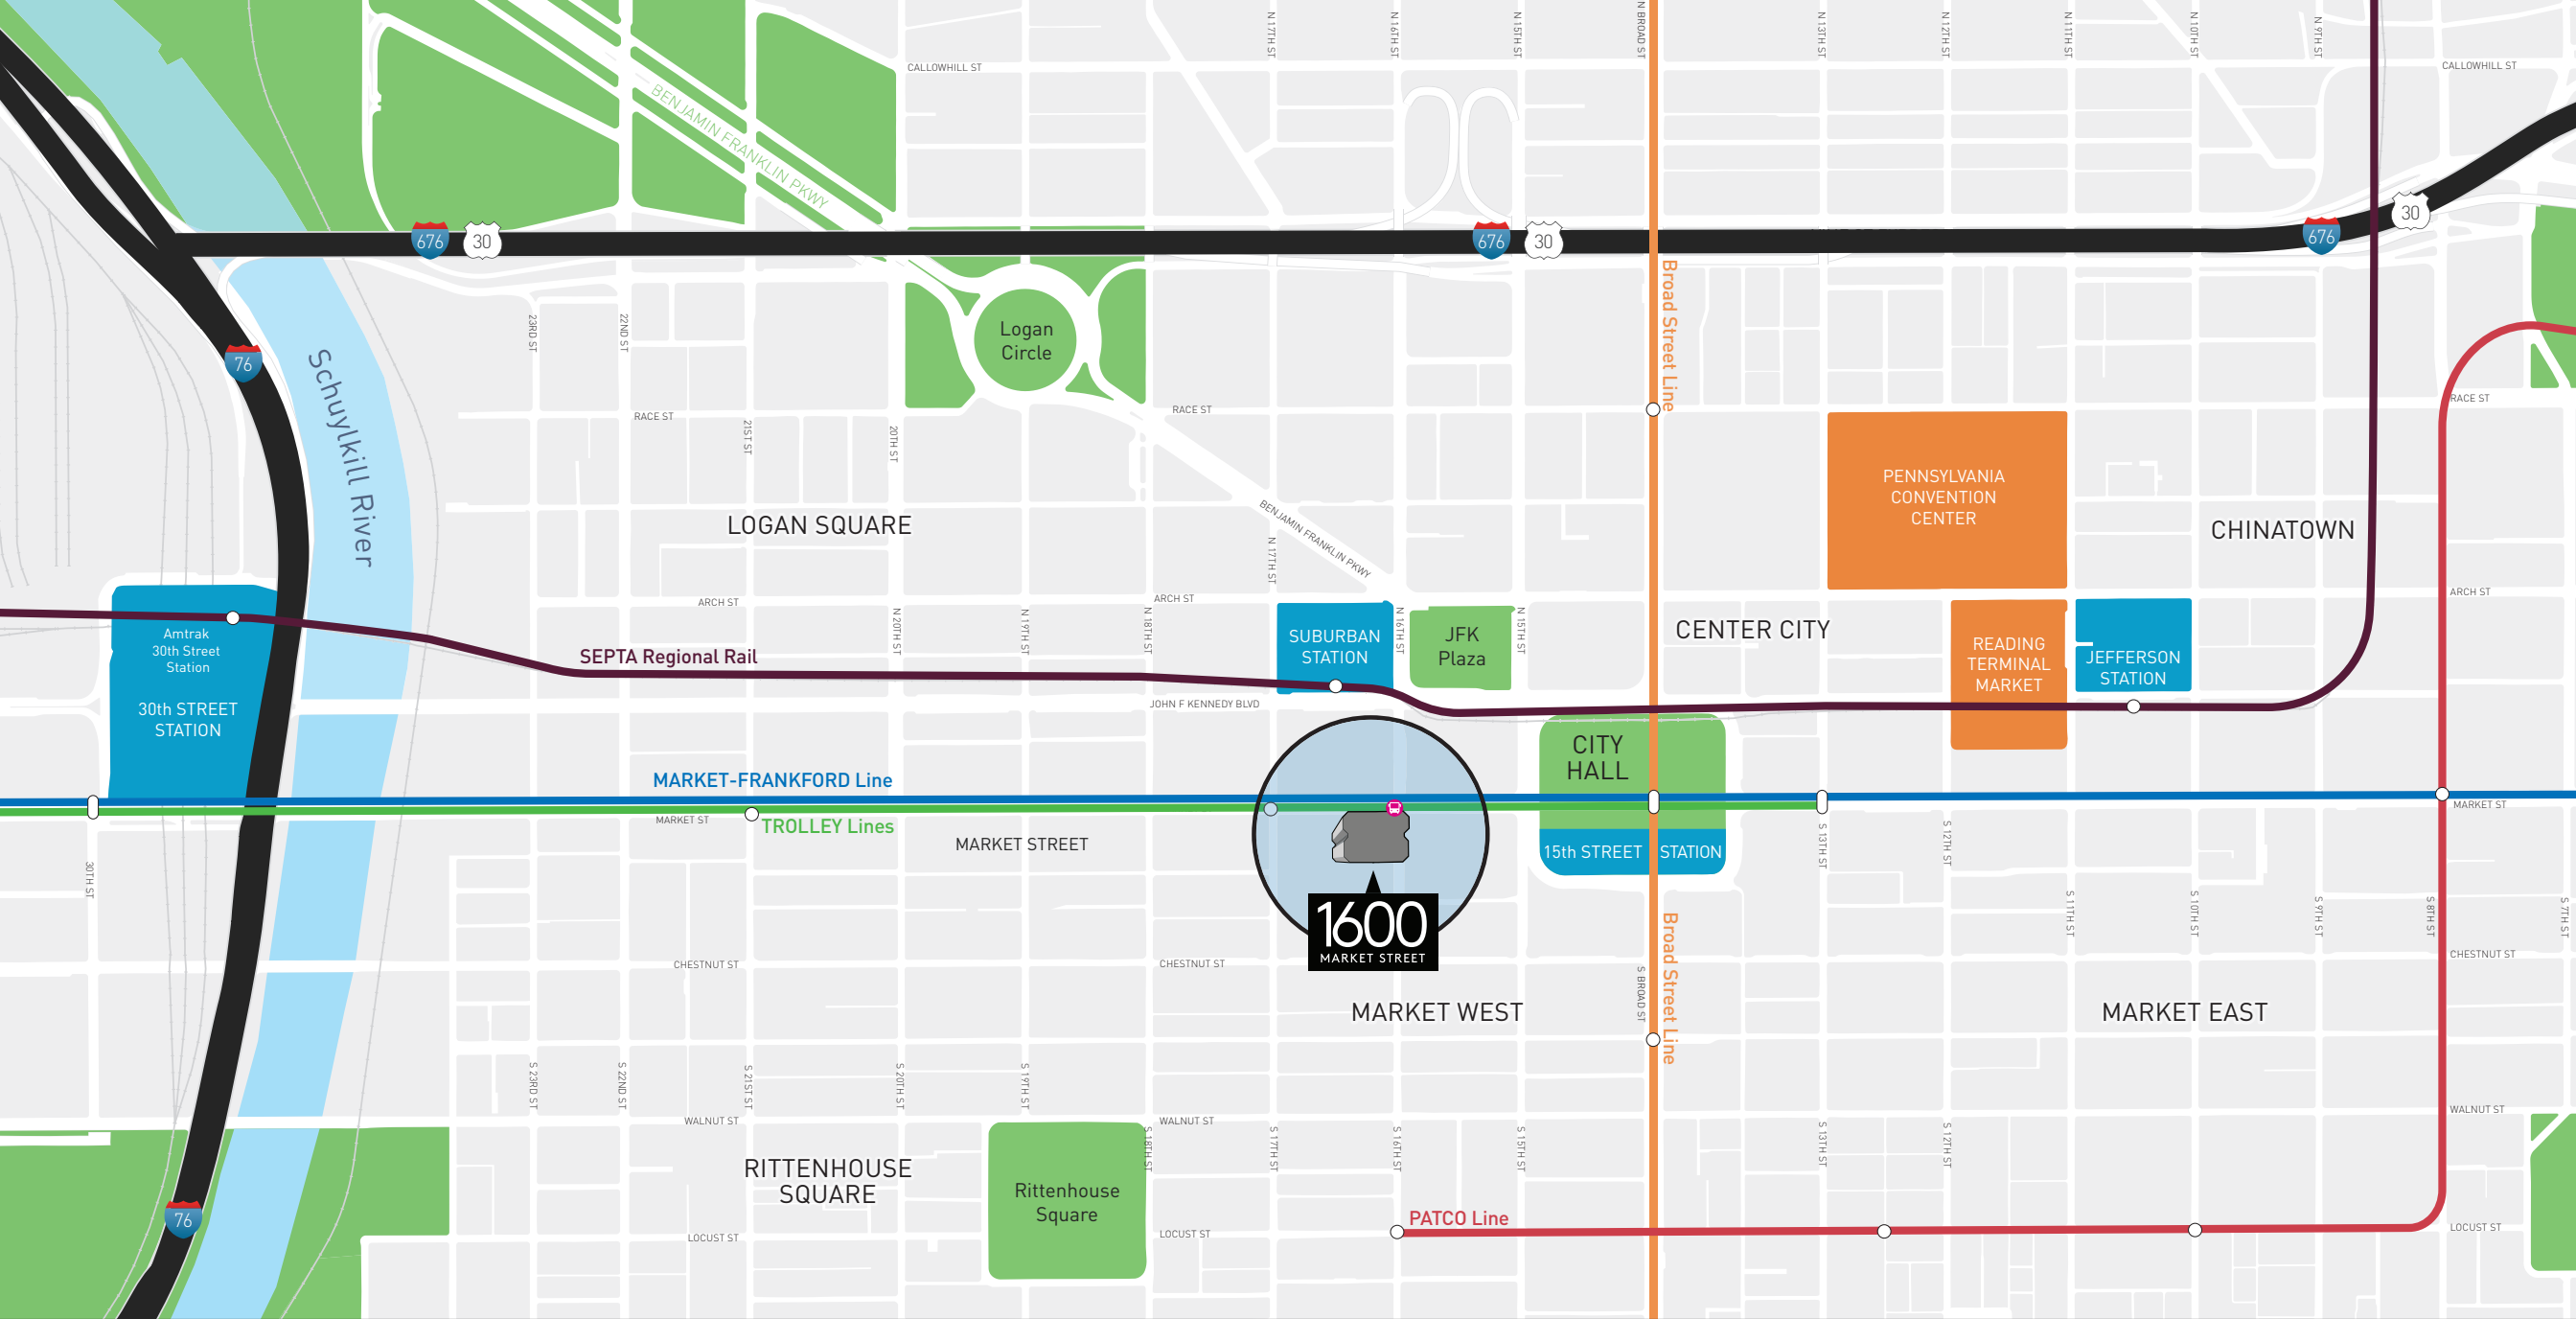 N 17TH ST
N 16TH ST
N 15TH ST
N BROAD ST
N 13TH ST
N 12TH ST
N 11TH ST
N 10TH ST
N 9TH ST
CALLOWHILL ST
CALLOWHILL ST
BENJAMIN FRANKLIN PKWY
676
30
676
30
676
30
76
Schuylkill River
23RD ST
22ND ST
Logan
Circle
Broad Street Line
RACE ST
21ST ST
20TH ST
RACE ST
RACE ST
LOGAN SQUARE
BENJAMIN FRANKLIN PKWY
N 17TH ST
PENNSYLVANIA
CONVENTION
CENTER
CHINATOWN
ARCH ST
ARCH ST
ARCH ST
N 20TH ST
N 19TH ST
N 18TH ST
N 16TH ST
N 15TH ST
Amtrak
30th Street
Station
30th STREET
STATION
SEPTA Regional Rail
SUBURBAN
STATION
JFK
Plaza
CENTER CITY
READING
TERMINAL
MARKET
JEFFERSON
STATION
JOHN F KENNEDY BLVD
CITY
HALL
MARKET-FRANKFORD Line
TROLLEY Lines
MARKET ST
MARKET ST
MARKET STREET
15th STREET STATION
30TH ST
S 13TH ST
S 12TH ST
S 11TH ST
S 10TH ST
S 9TH ST
S 8TH ST
S 7TH ST
1600
MARKET STREET
Broad Street Line
S BROAD ST
CHESTNUT ST
CHESTNUT ST
CHESTNUT ST
MARKET WEST
MARKET EAST
S 23RD ST
S 22ND ST
S 21ST ST
S 20TH ST
S 19TH ST
WALNUT ST
WALNUT ST
WALNUT ST
S 18TH ST
S 17TH ST
S 16TH ST
S 15TH ST
S 13TH ST
S 12TH ST
RITTENHOUSE
SQUARE
Rittenhouse
Square
76
PATCO Line
LOCUST ST
LOCUST ST
LOCUST ST